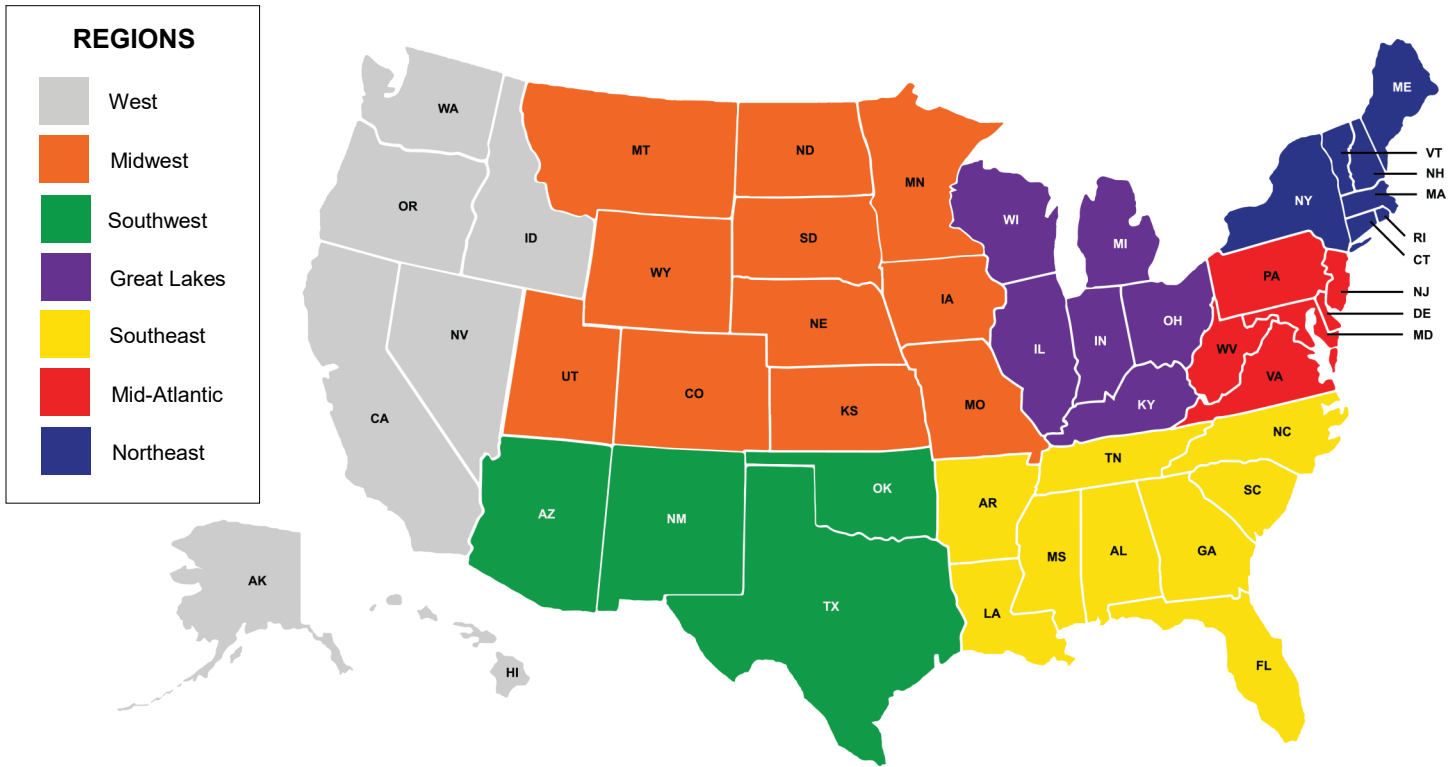 REGIONS
West
Midwest
Southwest
Great Lakes
Southeast
Mid-Atlantic
Northeast
WA
OR
ID
NV
CA
AK
HI
MT
ND
MN
SD
WY
IA
NE
UT
CO
KS
MO
AZ
NM
OK
TX
WI
MI
IL
IN
OH
KY
TN
NC
SC
AR
MS
AL
GA
LA
FL
PA
WV
VA
NY
ME
VT
NH
MA
RI
CT
NJ
DE
MD